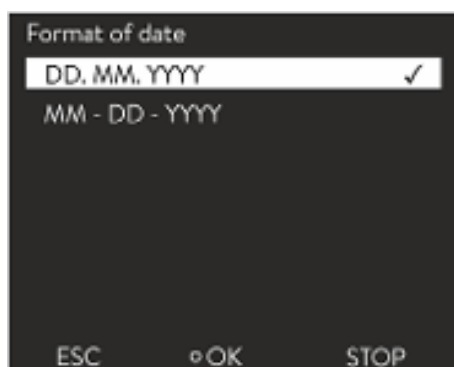 Format of date
DD. MM. YYYY ✓
MM - DD - YYYY
ESC OK STOP